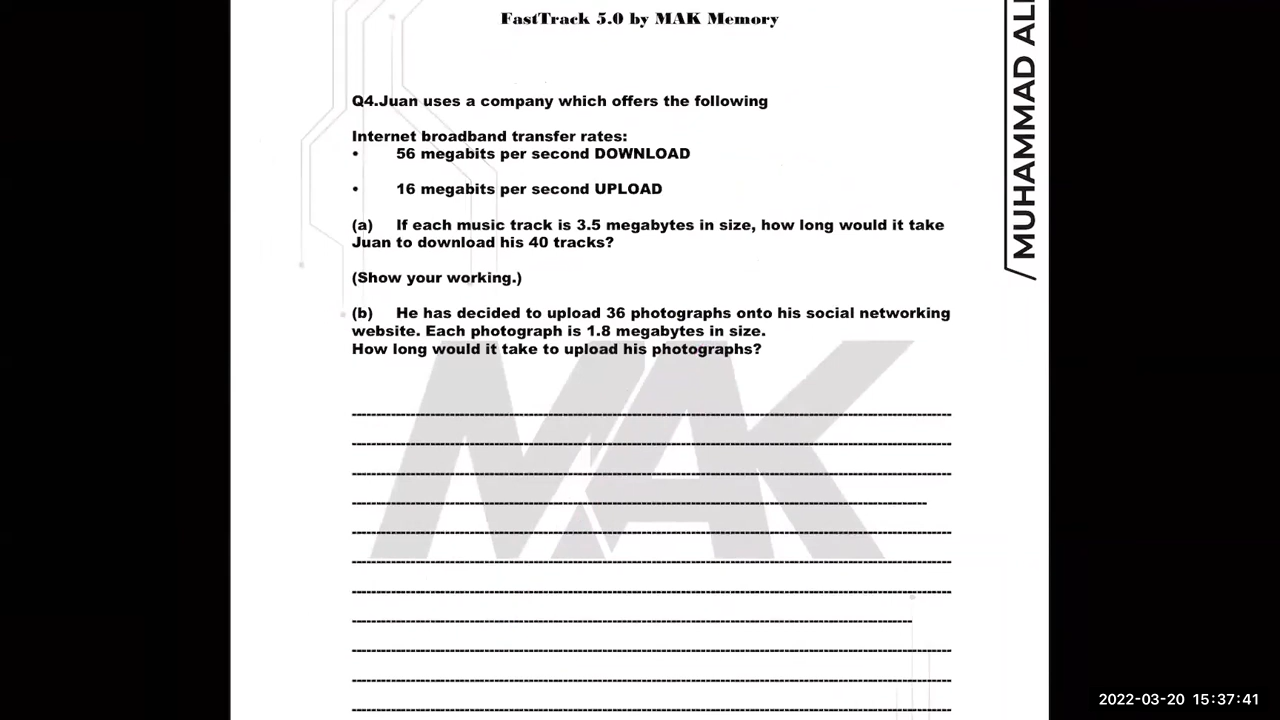 FastTrack 5.0 by MAK Memory
MUHAMMAD ALI
Q4.Juan uses a company which offers the following
Internet broadband transfer rates:
• 56 megabits per second DOWNLOAD
• 16 megabits per second UPLOAD
(a) If each music track is 3.5 megabytes in size, how long would it take
Juan to download his 40 tracks?
(Show your working.)
(b) He has decided to upload 36 photographs onto his social networking
website. Each photograph is 1.8 megabytes in size.
How long would it take to upload his photographs?
MAK
2022-03-20 15:37:41